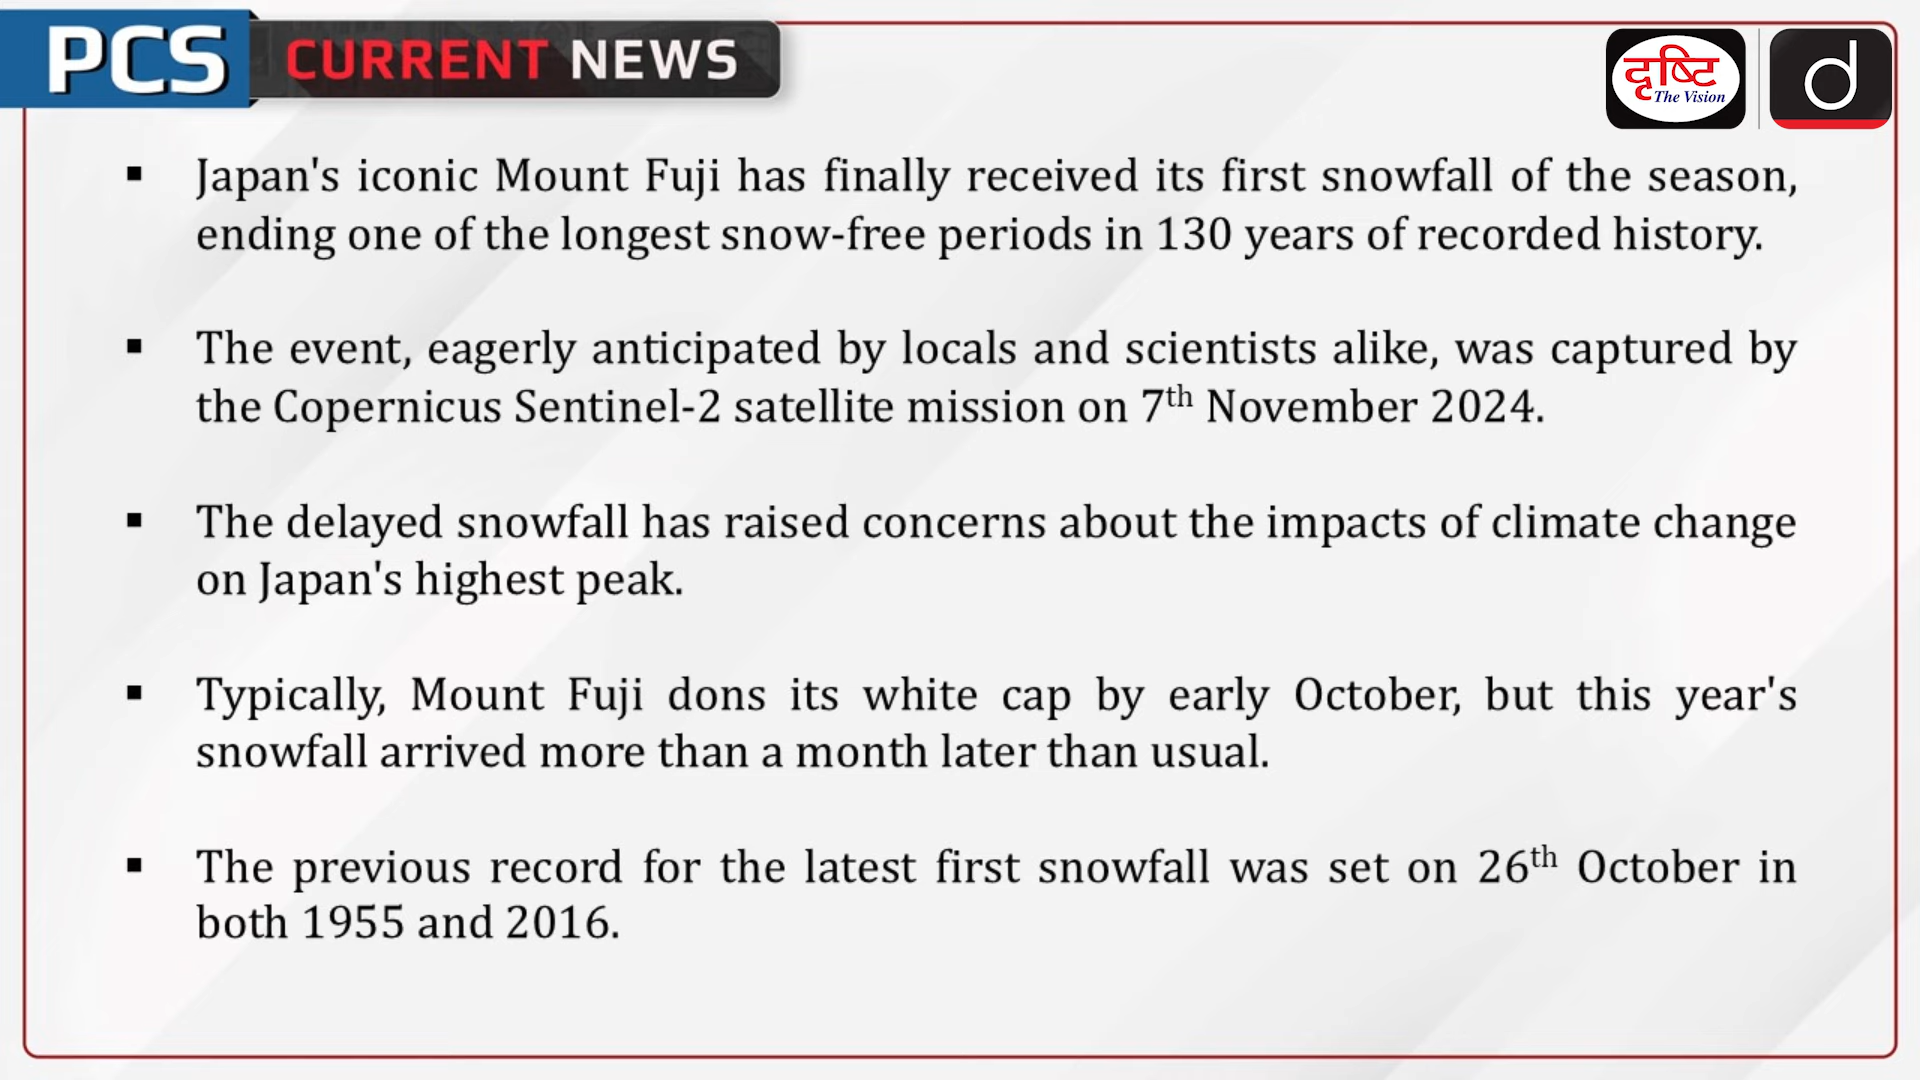 PCS CURRENT NEWS
दृष्टि
The Vision
d
▪ Japan's iconic Mount Fuji has finally received its first snowfall of the season,
ending one of the longest snow-free periods in 130 years of recorded history.
▪ The event, eagerly anticipated by locals and scientists alike, was captured by
the Copernicus Sentinel-2 satellite mission on 7th November 2024.
▪ The delayed snowfall has raised concerns about the impacts of climate change
on Japan's highest peak.
▪ Typically, Mount Fuji dons its white cap by early October, but this year's
snowfall arrived more than a month later than usual.
▪ The previous record for the latest first snowfall was set on 26th October in
both 1955 and 2016.